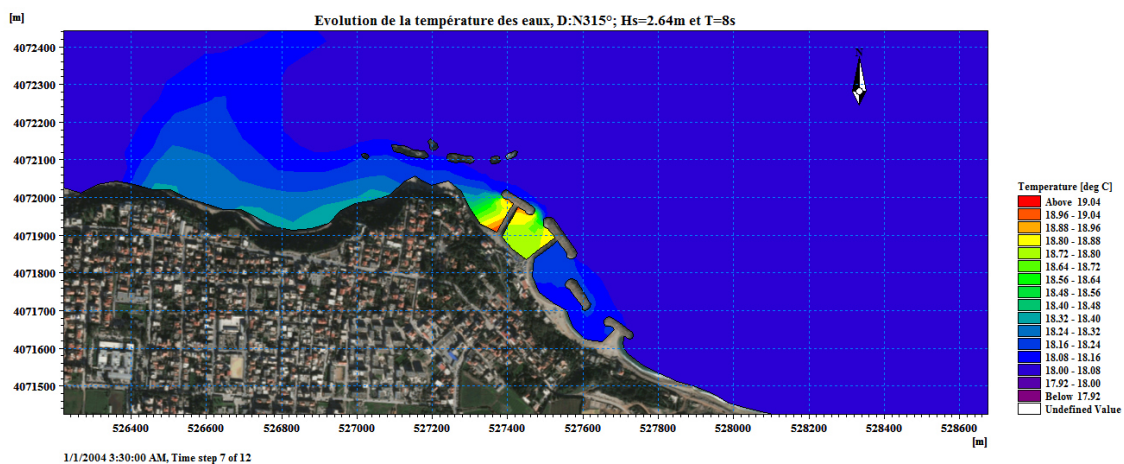 [m]
Evolution de la température des eaux, D:N315°; Hs=2.64m et T=8s
4072400
4072300
4072200
4072100
4072000
4071900
4071800
4071700
4071600
4071500
N
526400 526600 526800 527000 527200 527400 527600 527800 528000 528200 528400 528600
[m]
1/1/2004 3:30:00 AM, Time step 7 of 12
Temperature [deg C]
Above 19.04
18.96 - 19.04
18.88 - 18.96
18.80 - 18.88
18.72 - 18.80
18.64 - 18.72
18.56 - 18.64
18.48 - 18.56
18.40 - 18.48
18.32 - 18.40
18.24 - 18.32
18.16 - 18.24
18.08 - 18.16
18.00 - 18.08
17.92 - 18.00
Below 17.92
Undefined Value